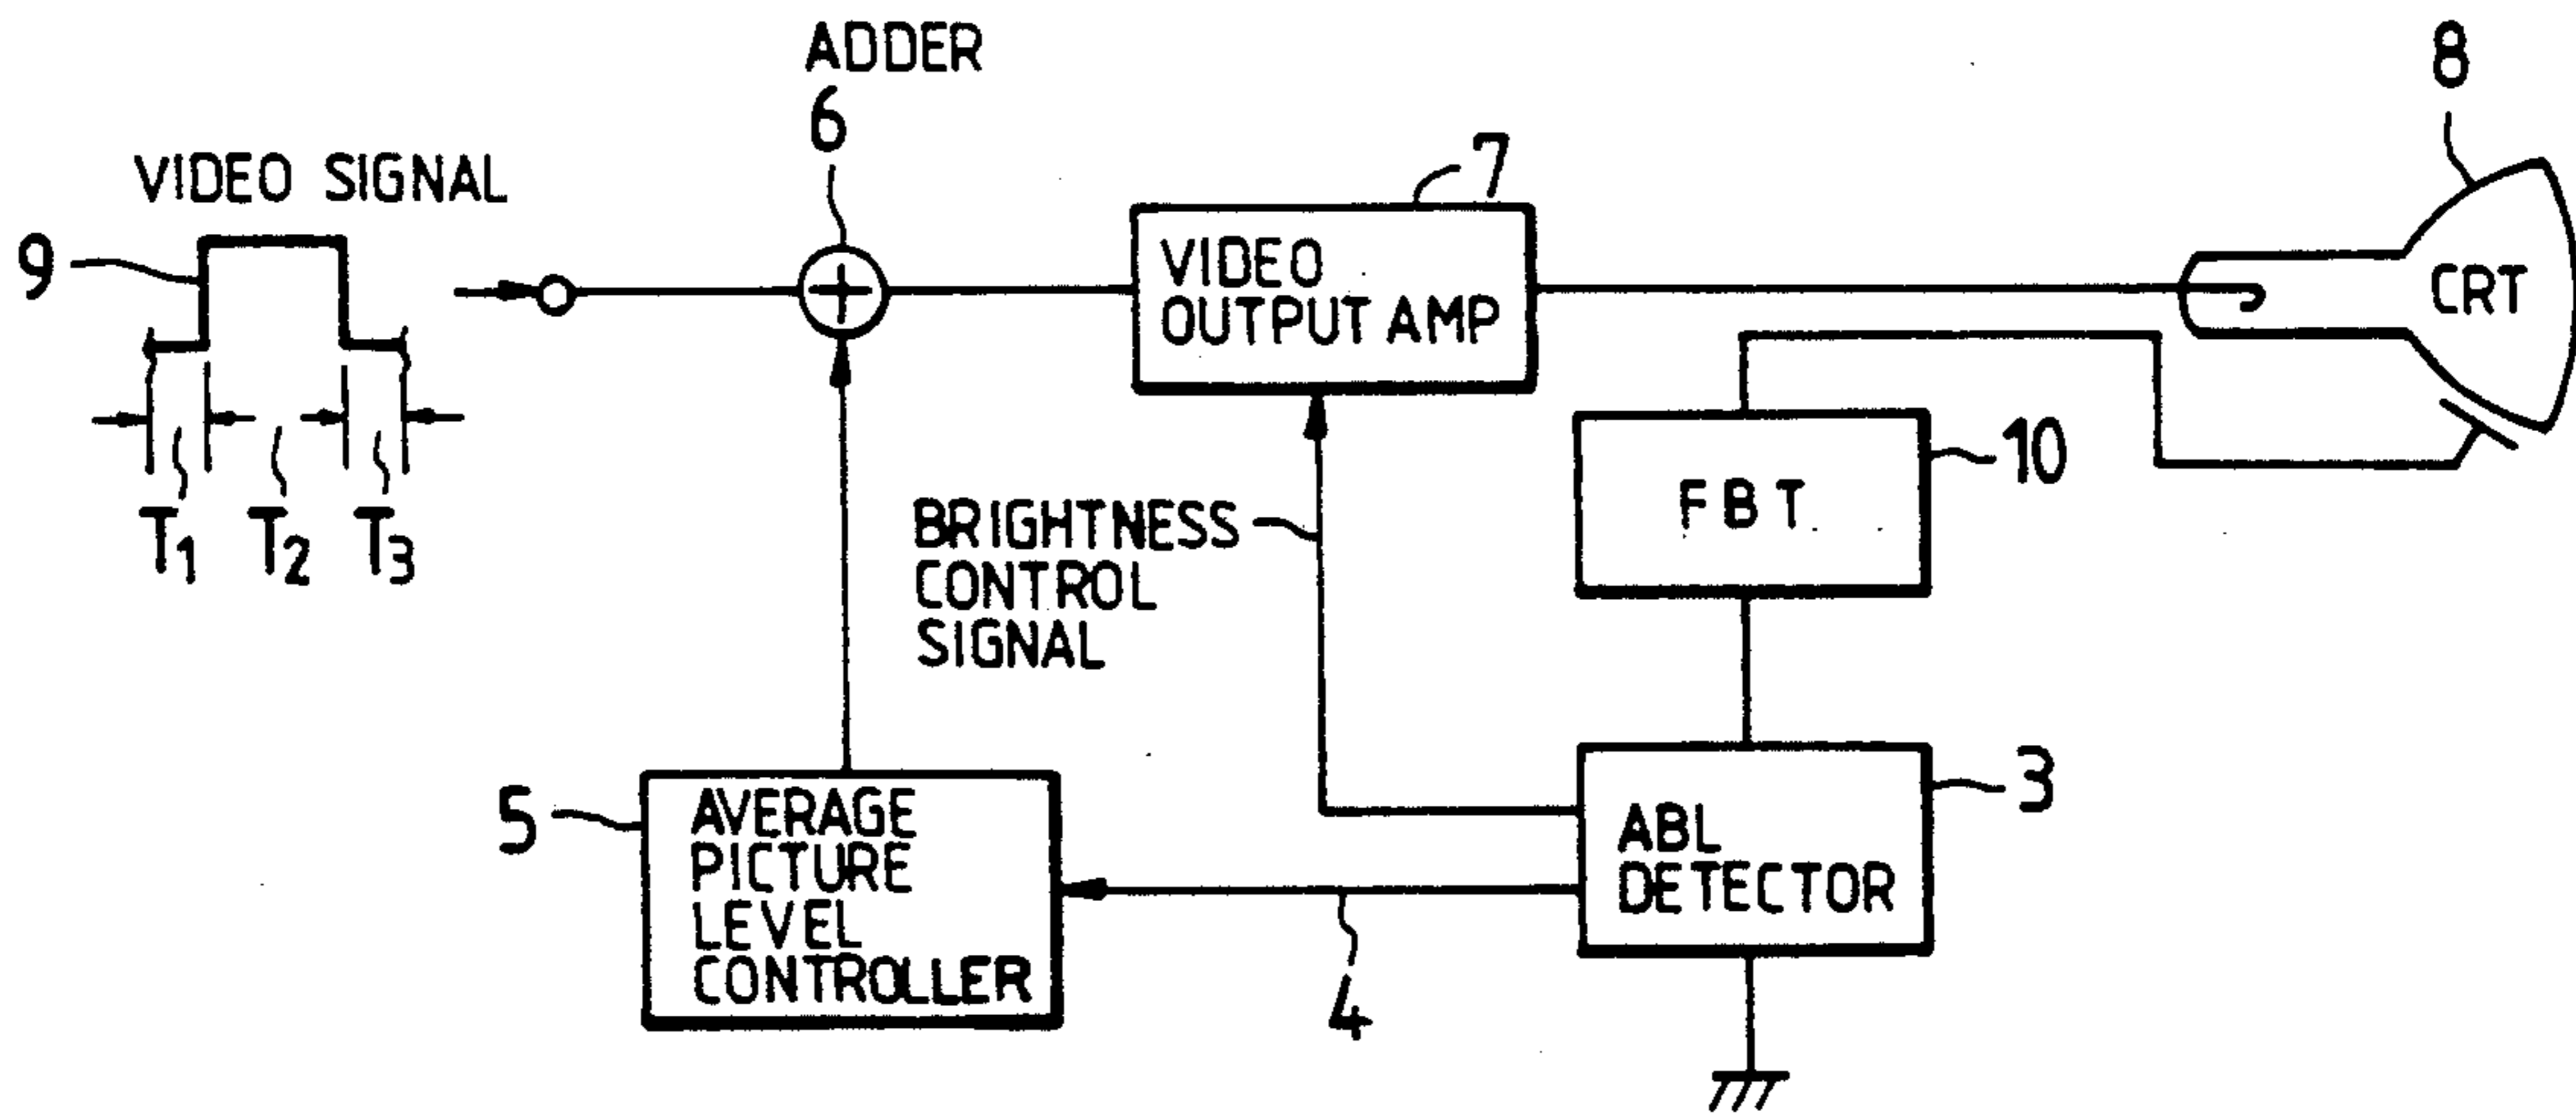 ADDER
6
8
VIDEO SIGNAL
7
9
VIDEO
OUTPUT AMP
CRT
10
FBT
T1
T2
T3
BRIGHTNESS
CONTROL
SIGNAL
3
5
AVERAGE
PICTURE
LEVEL
CONTROLLER
ABL
DETECTOR
4